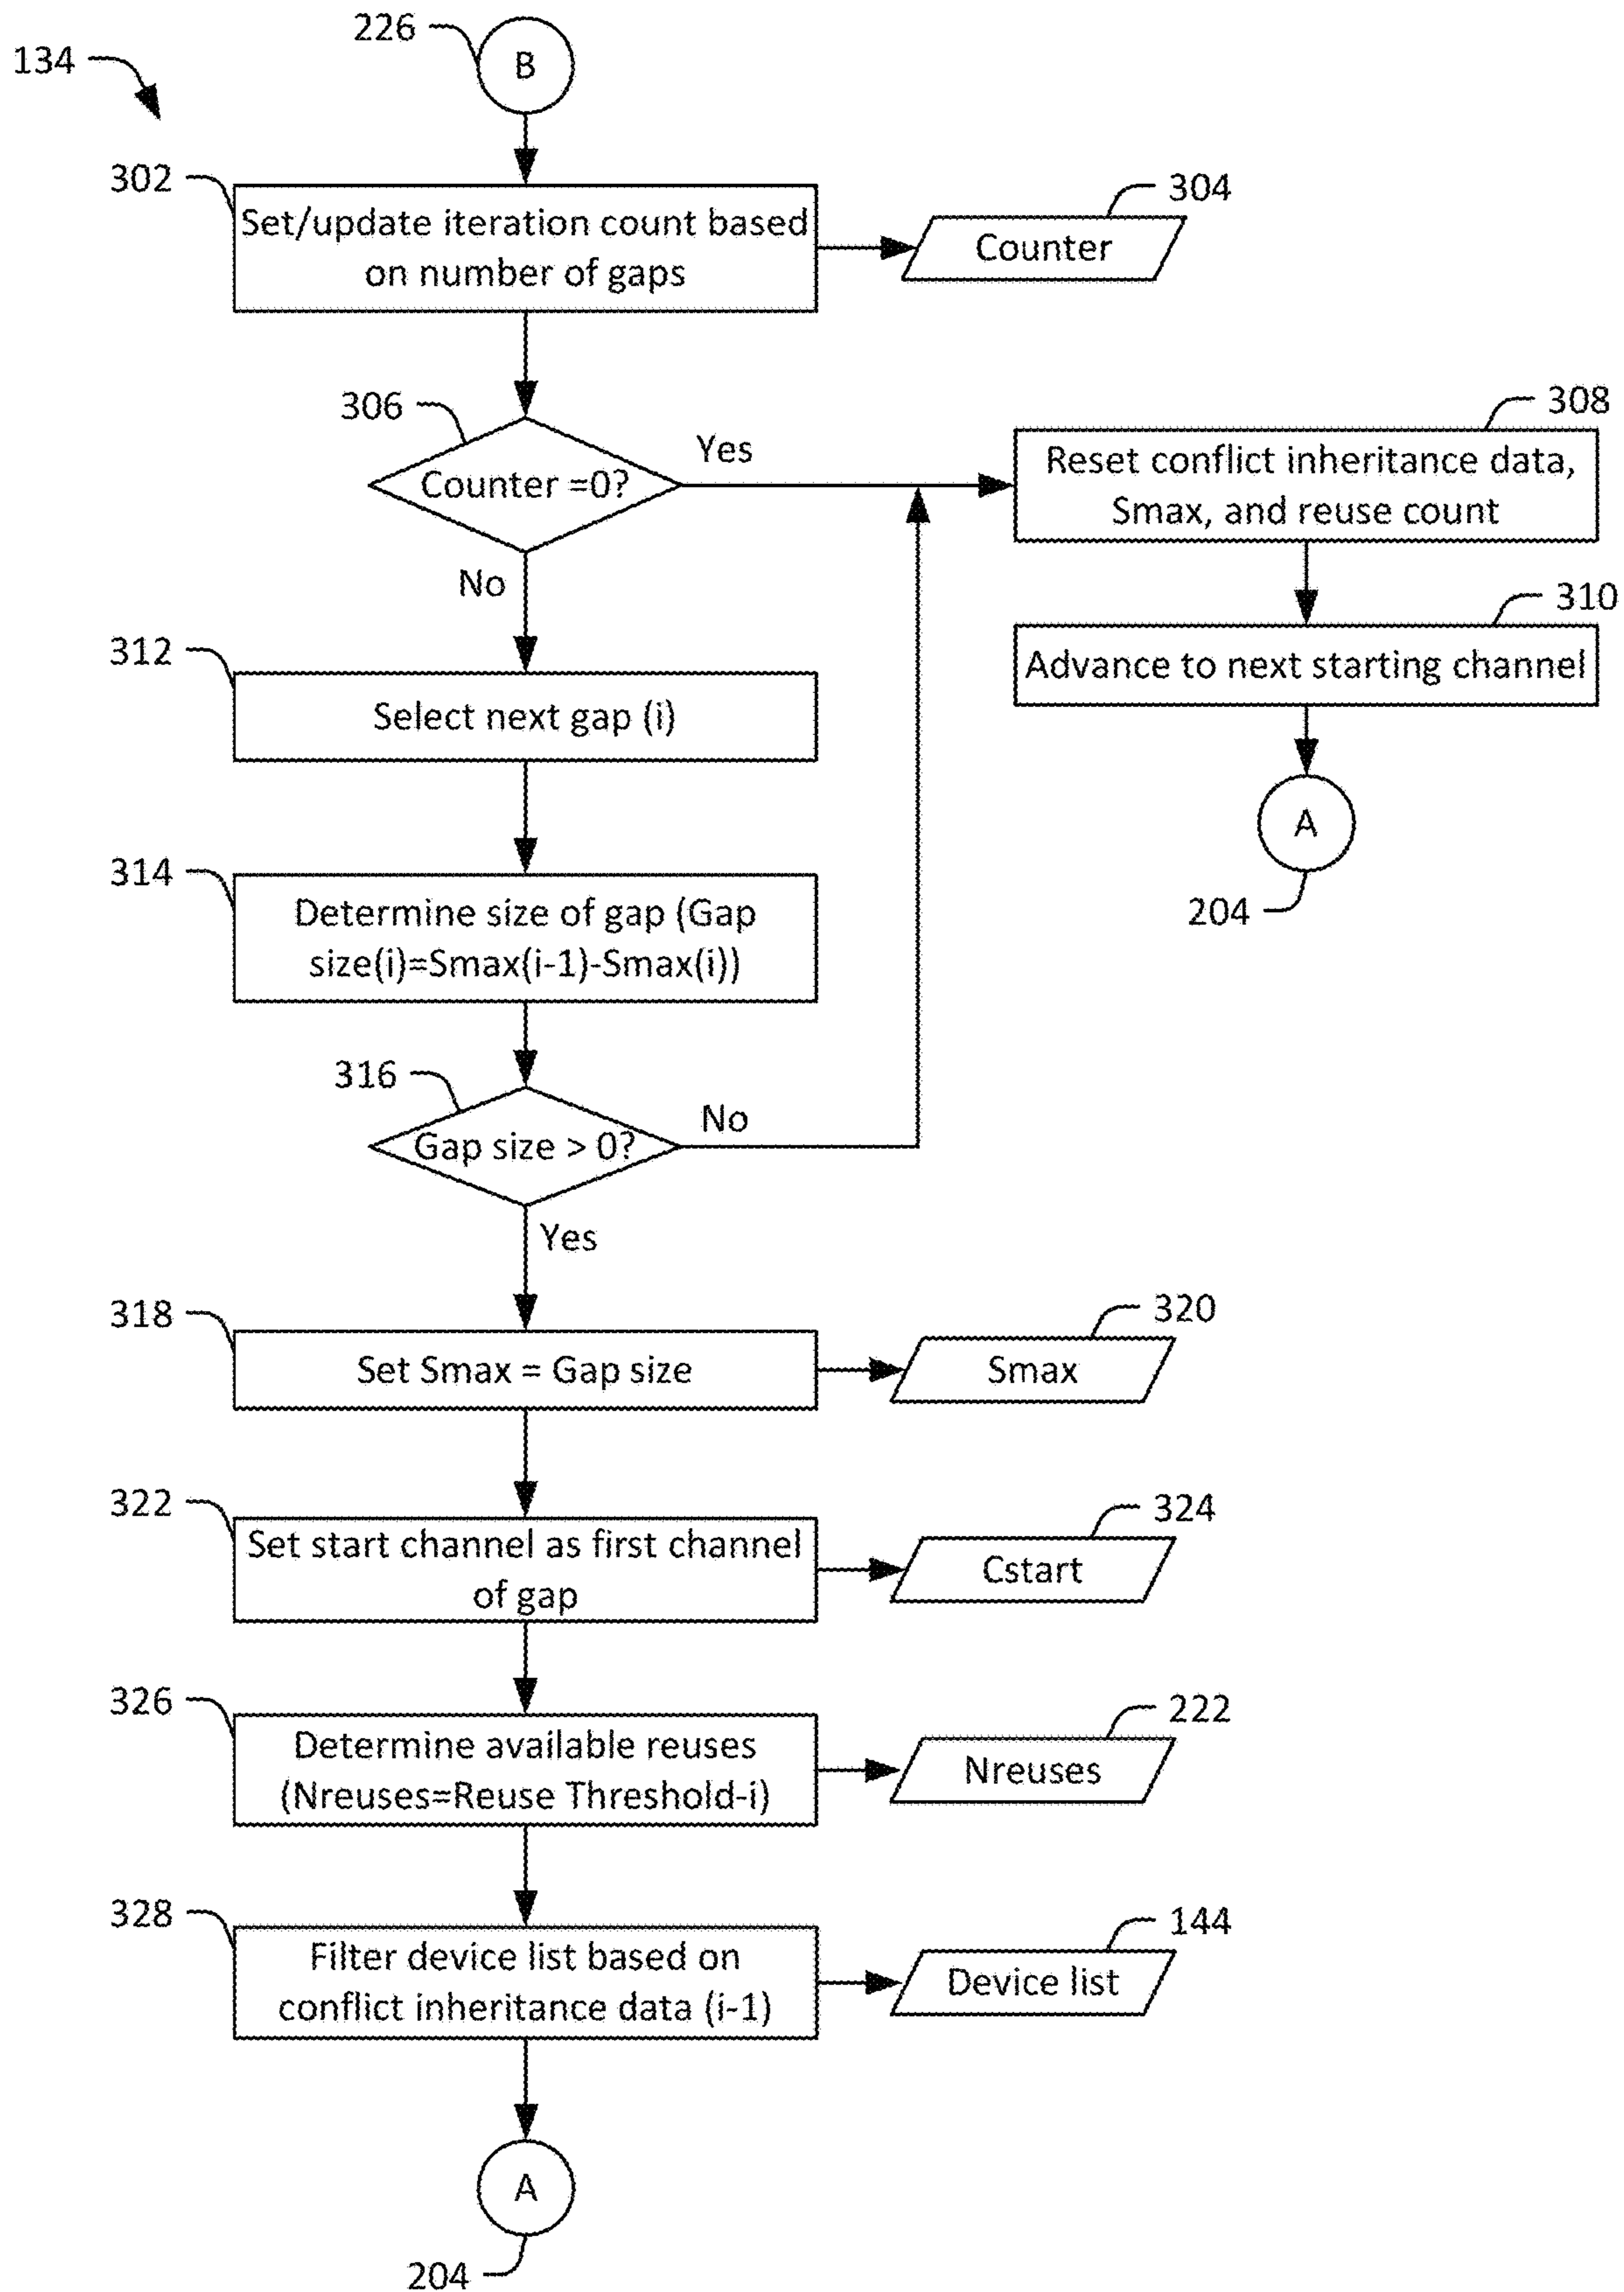 226
B
134
302
Set/update iteration count based
on number of gaps
304
Counter
306
Counter =0?
Yes
No
308
Reset conflict inheritance data,
Smax, and reuse count
310
Advance to next starting channel
A
204
312
Select next gap (i)
314
Determine size of gap (Gap
size(i)=Smax(i-1)-Smax(i))
316
Gap size > 0?
No
Yes
318
Set Smax = Gap size
320
Smax
322
Set start channel as first channel
of gap
324
Cstart
326
Determine available reuses
(Nreuses=Reuse Threshold-i)
222
Nreuses
328
Filter device list based on
conflict inheritance data (i-1)
144
Device list
A
204